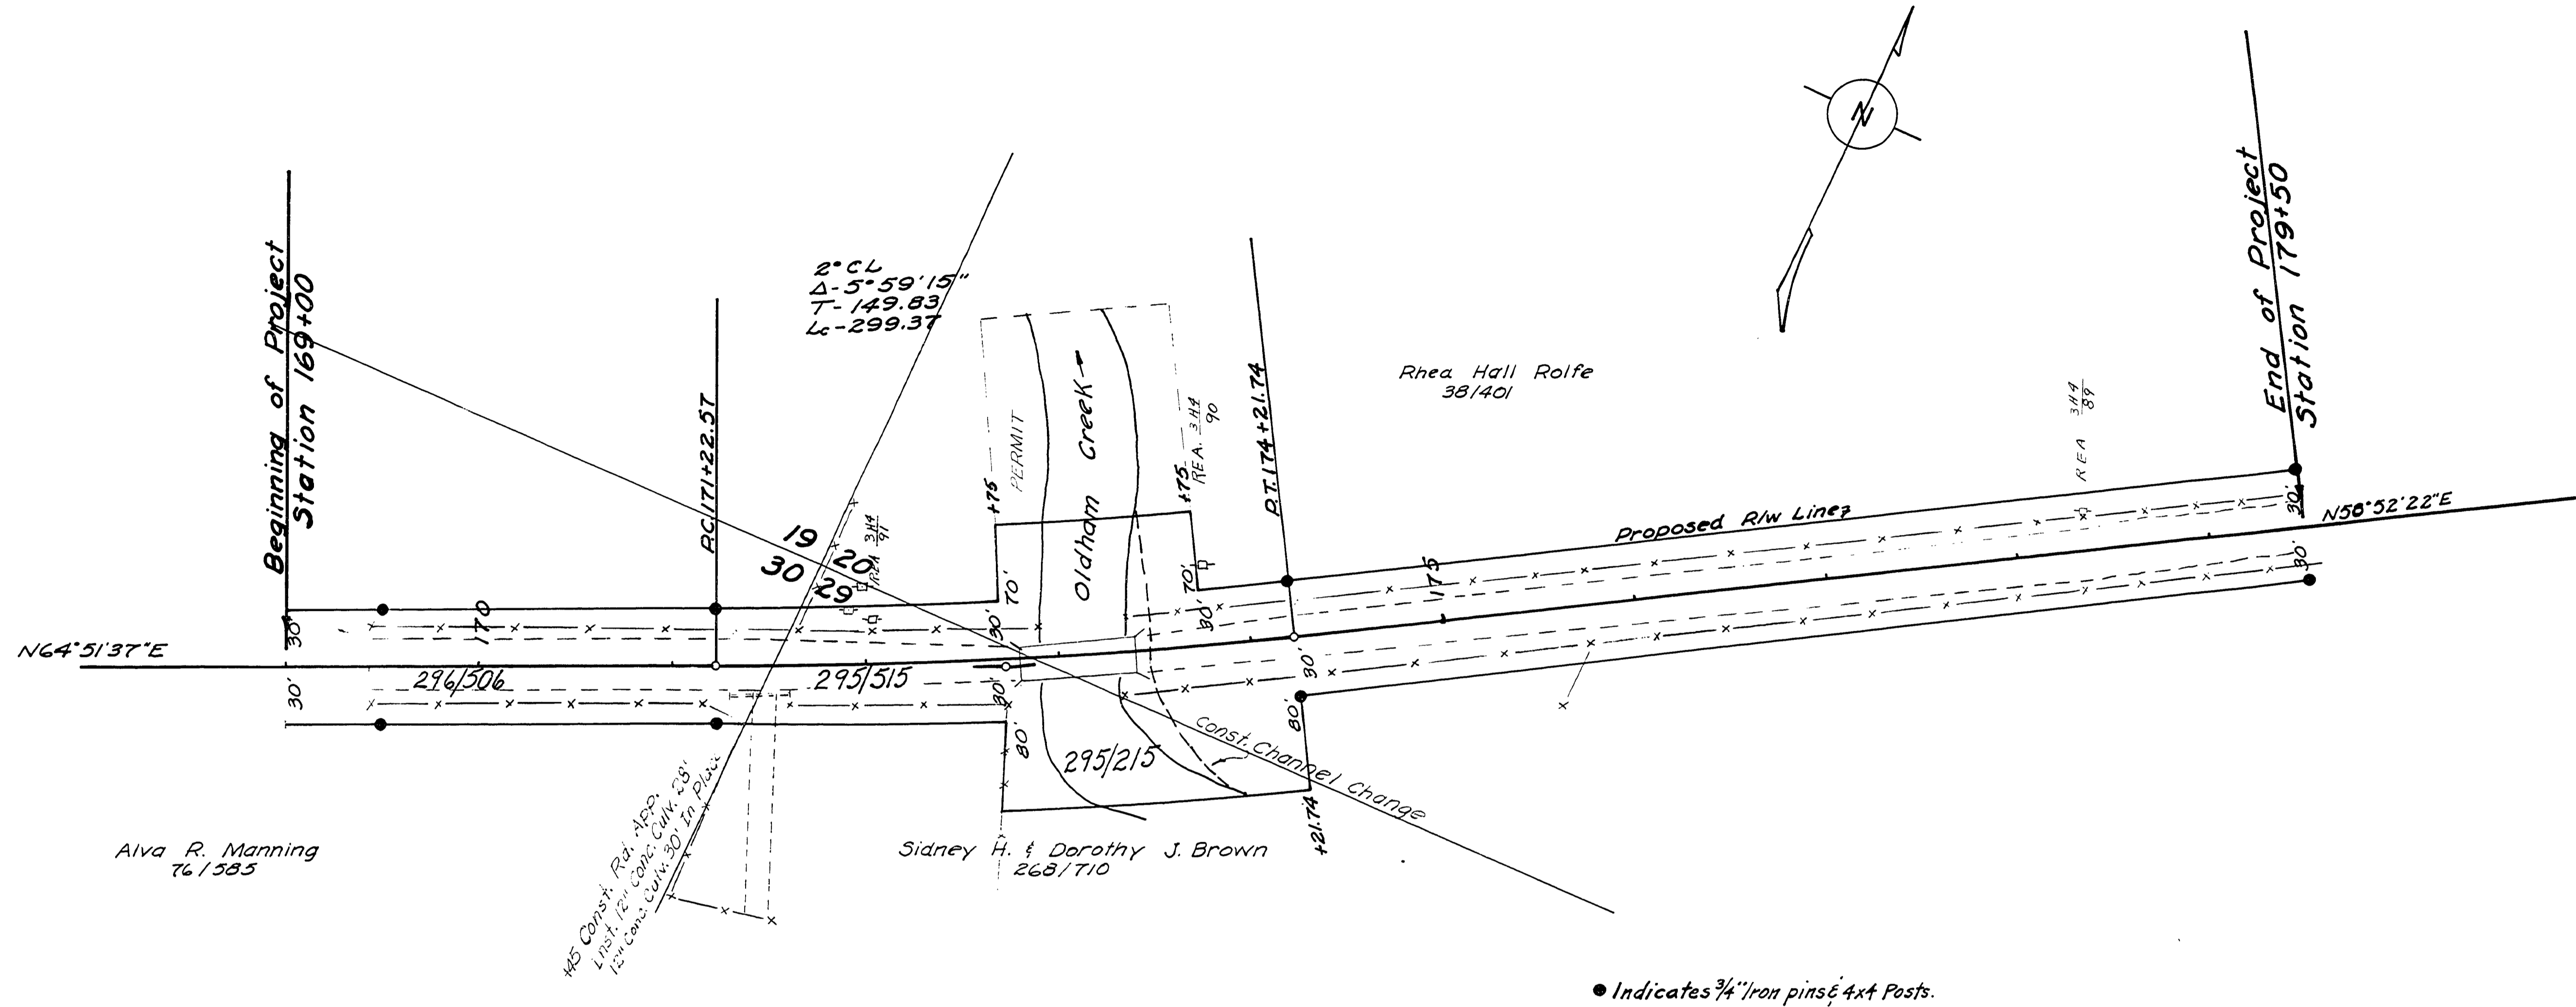 N
Beginning of Project
Station 169+00
End of Project
Station 179+50
2° CL
Δ-5° 59' 15"
T-149.83
Lc-299.37
P.C.171+22.57
P.T.174+21.74
Oldham Creek
PERMIT
+75
+75
REA. 3H4
90
Rhea Hall Rolfe
38/401
REA 3H4
89
REA 3H4
91
19
20
30
29
Proposed R/W Line
N64°51'37"E
N58°52'22"E
170
175
30'
30'
30'
70'
30'
80'
70'
30'
30'
80'
30'
30'
296/506
295/515
295/215
Const. Channel Change
+21.74
Alva R. Manning
76/585
Sidney H. & Dorothy J. Brown
268/710
+45 Const. Rd. App.
Inst. 12" Conc. Culv. 28'
12" Conc. Culv. 30' In Place
● Indicates 3/4" Iron pins & 4x4 Posts.